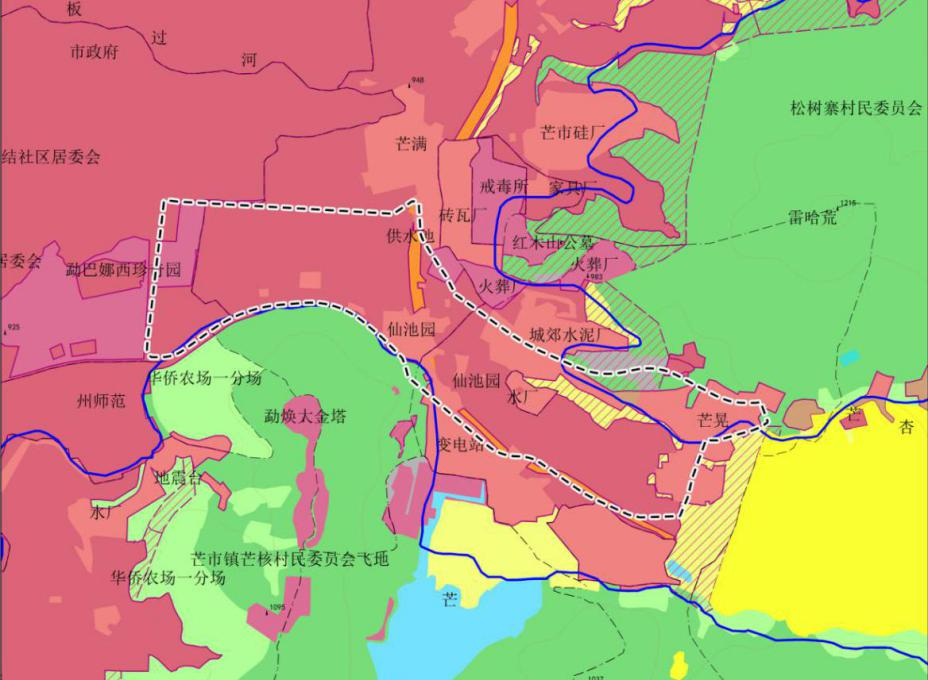 板
过
河
市政府
948
芒满
芒市硅厂
松树寨村民委员会
结社区居委会
戒毒所
家具厂
砖瓦厂
1216
雷哈荒
供水池
红木山公墓
居委会
勐巴娜西珍奇园
火葬厂
983
火葬厂
925
仙池园
城郊水泥厂
华侨农场一分场
仙池园
水厂
州师范
勐焕大金塔
芒晃
芒
杏
变电站
地震台
水厂
芒市镇芒核村民委员会飞地
华侨农场一分场
芒
1095
1037